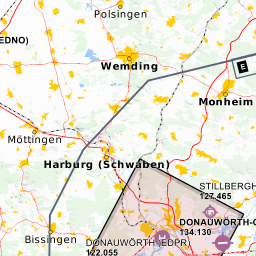 Polsingen
EDNO)
Wemding
E
Monheim
Möttingen
Harburg (Schwaben)
STILLBERGH
127.465
DONAUWÖRTH-G
134.130
Bissingen
DONAUWÖRTH (EDPR)
122.055